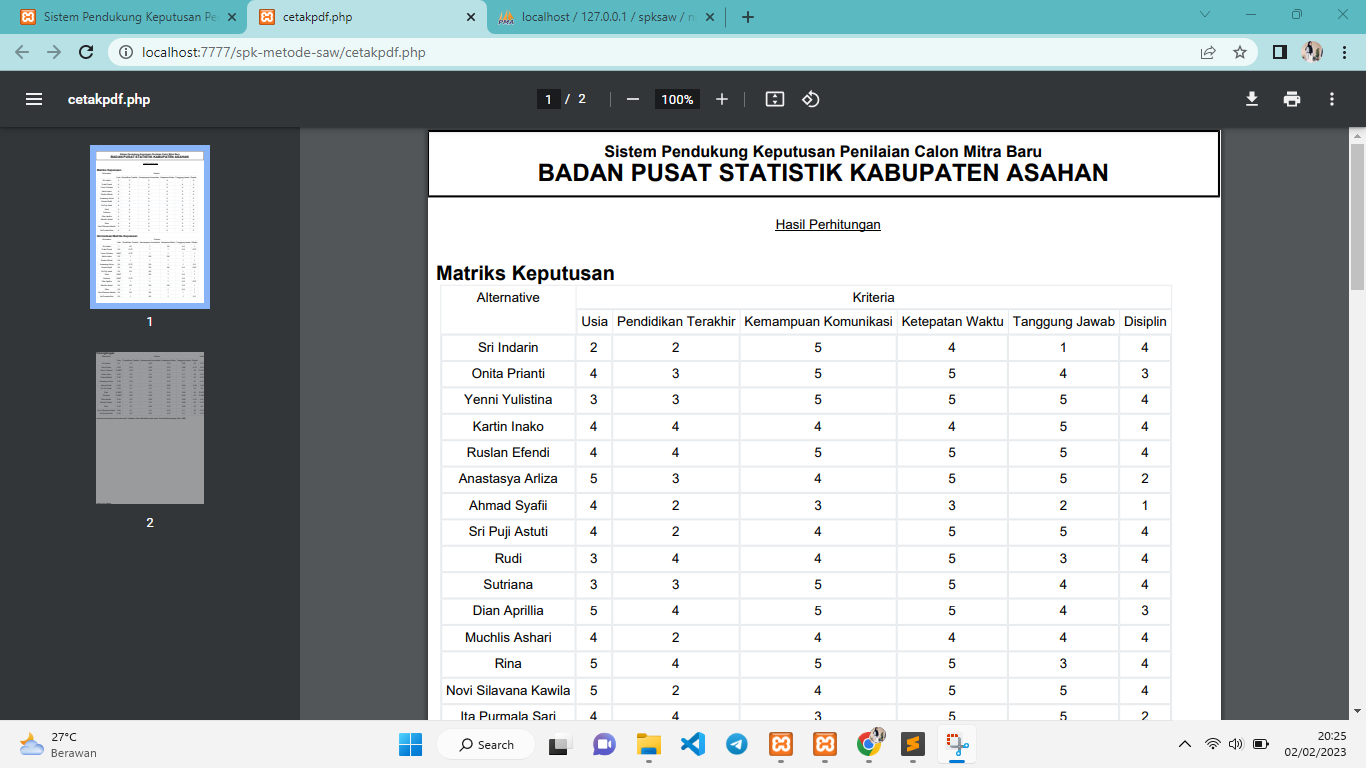 Sistem Pendukung Keputusan Pe
cetakpdf.php
localhost / 127.0.0.1 / spksaw /
localhost:7777/spk-metode-saw/cetakpdf.php
cetakpdf.php
1 / 2
100%
Sistem Pendukung Keputusan Penilaian Calon Mitra Baru
BADAN PUSAT STATISTIK KABUPATEN ASAHAN
Hasil Perhitungan
Matriks Keputusan
Alternative Kriteria
Usia Pendidikan Terakhir Kemampuan Komunikasi Ketepatan Waktu Tanggung Jawab Disiplin
Sri Indarin 2 2 5 4 1 4
Onita Prianti 4 3 5 5 4 3
Yenni Yulistina 3 3 5 5 5 4
Kartin Inako 4 4 4 4 5 4
Ruslan Efendi 4 4 5 5 5 4
Anastasya Arliza 5 3 4 5 5 2
Ahmad Syafii 4 2 3 3 2 1
Sri Puji Astuti 4 2 4 5 5 4
Rudi 3 4 4 5 3 4
Sutriana 3 3 5 5 4 4
Dian Aprillia 5 4 5 5 4 3
Muchlis Ashari 4 2 4 4 4 4
Rina 5 4 5 5 3 4
Novi Silavana Kawila 5 2 4 5 5 4
Ita Purmala Sari 4 4 3 5 5 2
1
2
27°C
Berawan
Search
20:25
02/02/2023